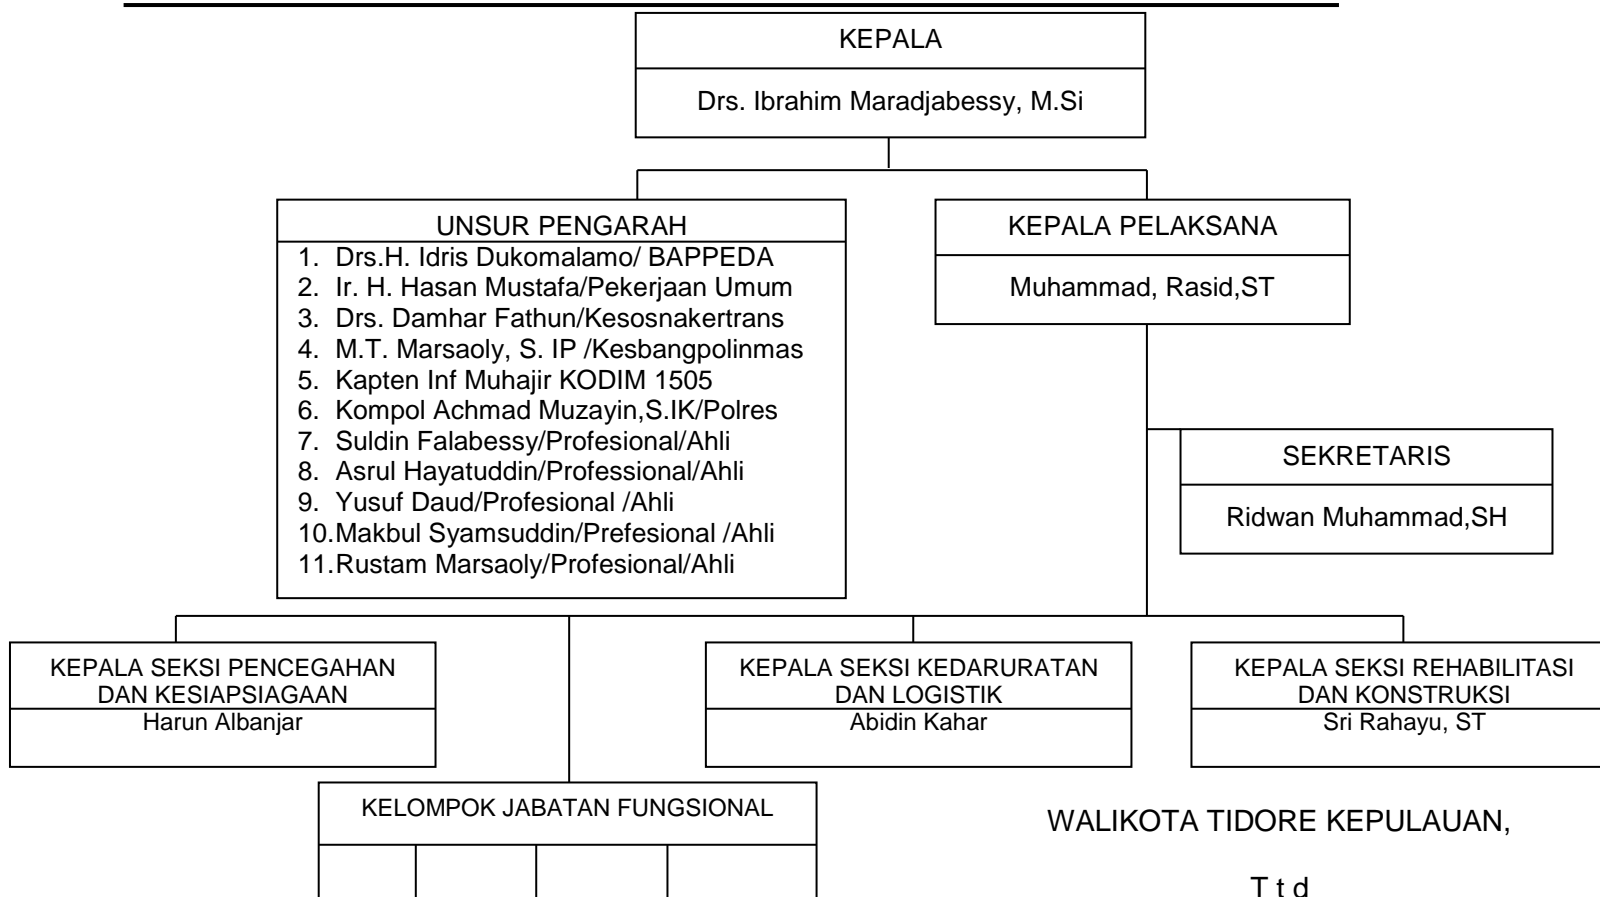 KEPALA
Drs. Ibrahim Maradjabessy, M.Si
UNSUR PENGARAH
1. Drs.H. Idris Dukomalamo/ BAPPEDA
2. Ir. H. Hasan Mustafa/Pekerjaan Umum
3. Drs. Damhar Fathun/Kesosnakertrans
4. M.T. Marsaoly, S. IP /Kesbangpolinmas
5. Kapten Inf Muhajir KODIM 1505
6. Kompol Achmad Muzayin,S.IK/Polres
7. Suldin Falabessy/Profesional/Ahli
8. Asrul Hayatuddin/Professional/Ahli
9. Yusuf Daud/Profesional /Ahli
10.Makbul Syamsuddin/Prefesional /Ahli
11.Rustam Marsaoly/Profesional/Ahli
KEPALA PELAKSANA
Muhammad, Rasid,ST
SEKRETARIS
Ridwan Muhammad,SH
KEPALA SEKSI PENCEGAHAN
DAN KESIAPSIAGAAN
Harun Albanjar
KEPALA SEKSI KEDARURATAN
DAN LOGISTIK
Abidin Kahar
KEPALA SEKSI REHABILITASI
DAN KONSTRUKSI
Sri Rahayu, ST
KELOMPOK JABATAN FUNGSIONAL
WALIKOTA TIDORE KEPULAUAN,
T t d